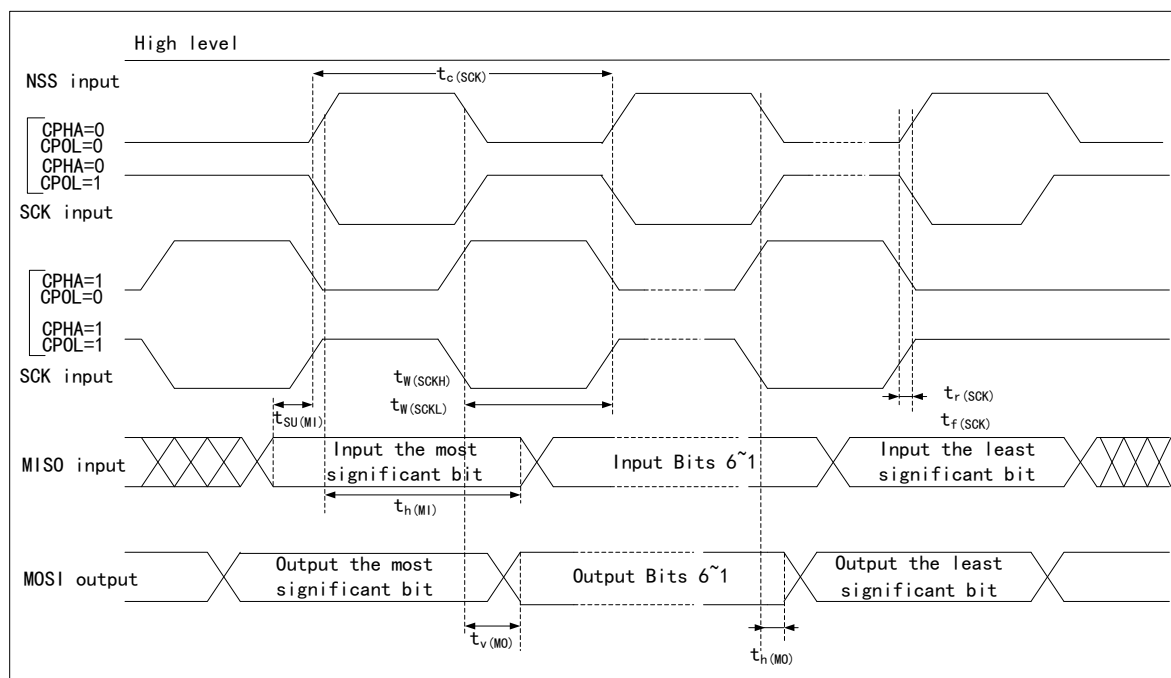 High level
NSS input
tc(SCK)
CPHA=0
CPOL=0
CPHA=0
CPOL=1
SCK input
CPHA=1
CPOL=0
CPHA=1
CPOL=1
SCK input
tW(SCKH)
tW(SCKL)
tr(SCK)
tf(SCK)
tSU(MI)
MISO input
Input the most
significant bit
Input Bits 6~1
Input the least
significant bit
th(MI)
MOSI output
Output the most
significant bit
Output Bits 6~1
Output the least
significant bit
tv(MO)
th(MO)